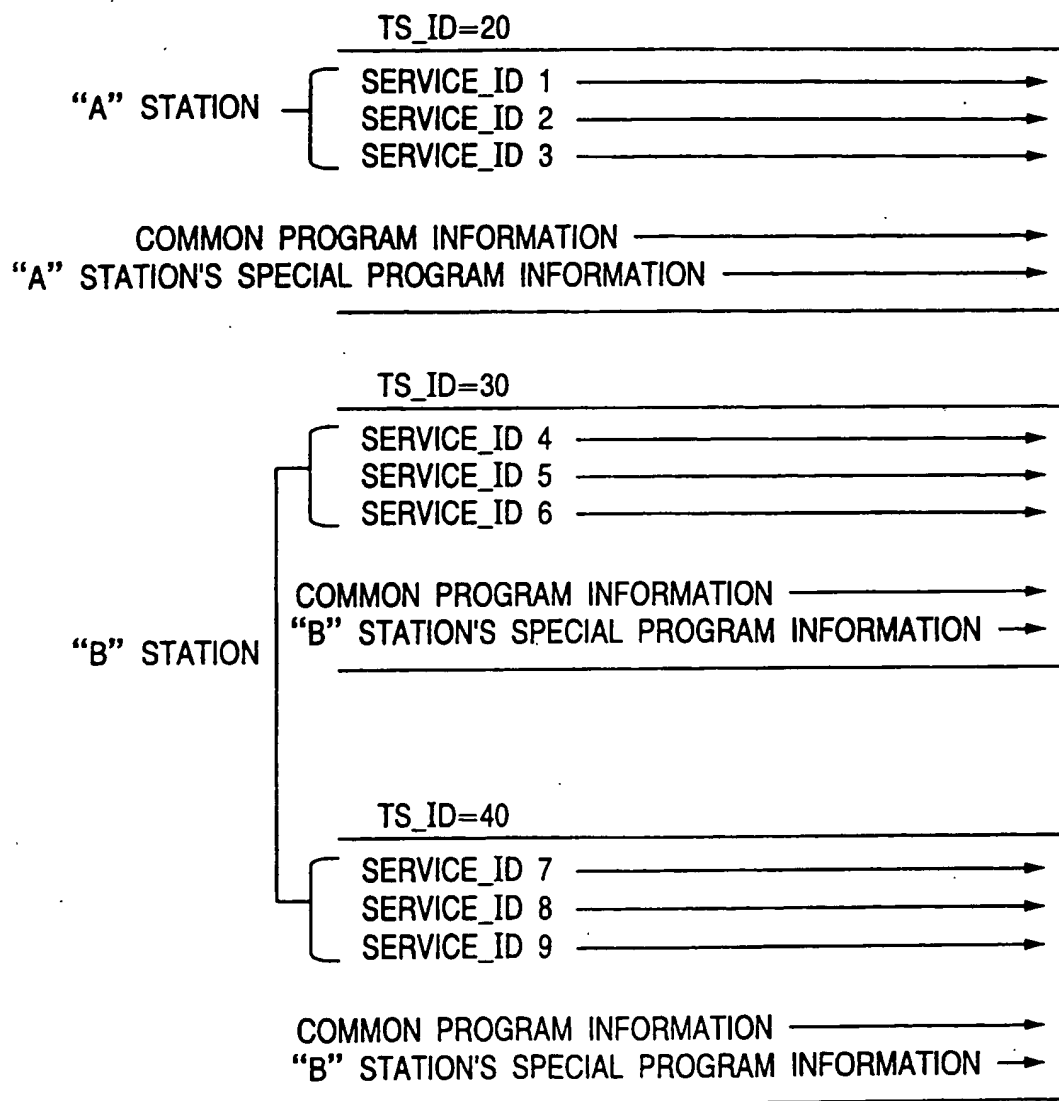 TS_ID=20
SERVICE_ID 1
“A” STATION
SERVICE_ID 2
SERVICE_ID 3
COMMON PROGRAM INFORMATION
“A” STATION'S SPECIAL PROGRAM INFORMATION
TS_ID=30
SERVICE_ID 4
SERVICE_ID 5
SERVICE_ID 6
COMMON PROGRAM INFORMATION
“B” STATION'S SPECIAL PROGRAM INFORMATION
“B” STATION
TS_ID=40
SERVICE_ID 7
SERVICE_ID 8
SERVICE_ID 9
COMMON PROGRAM INFORMATION
“B” STATION'S SPECIAL PROGRAM INFORMATION